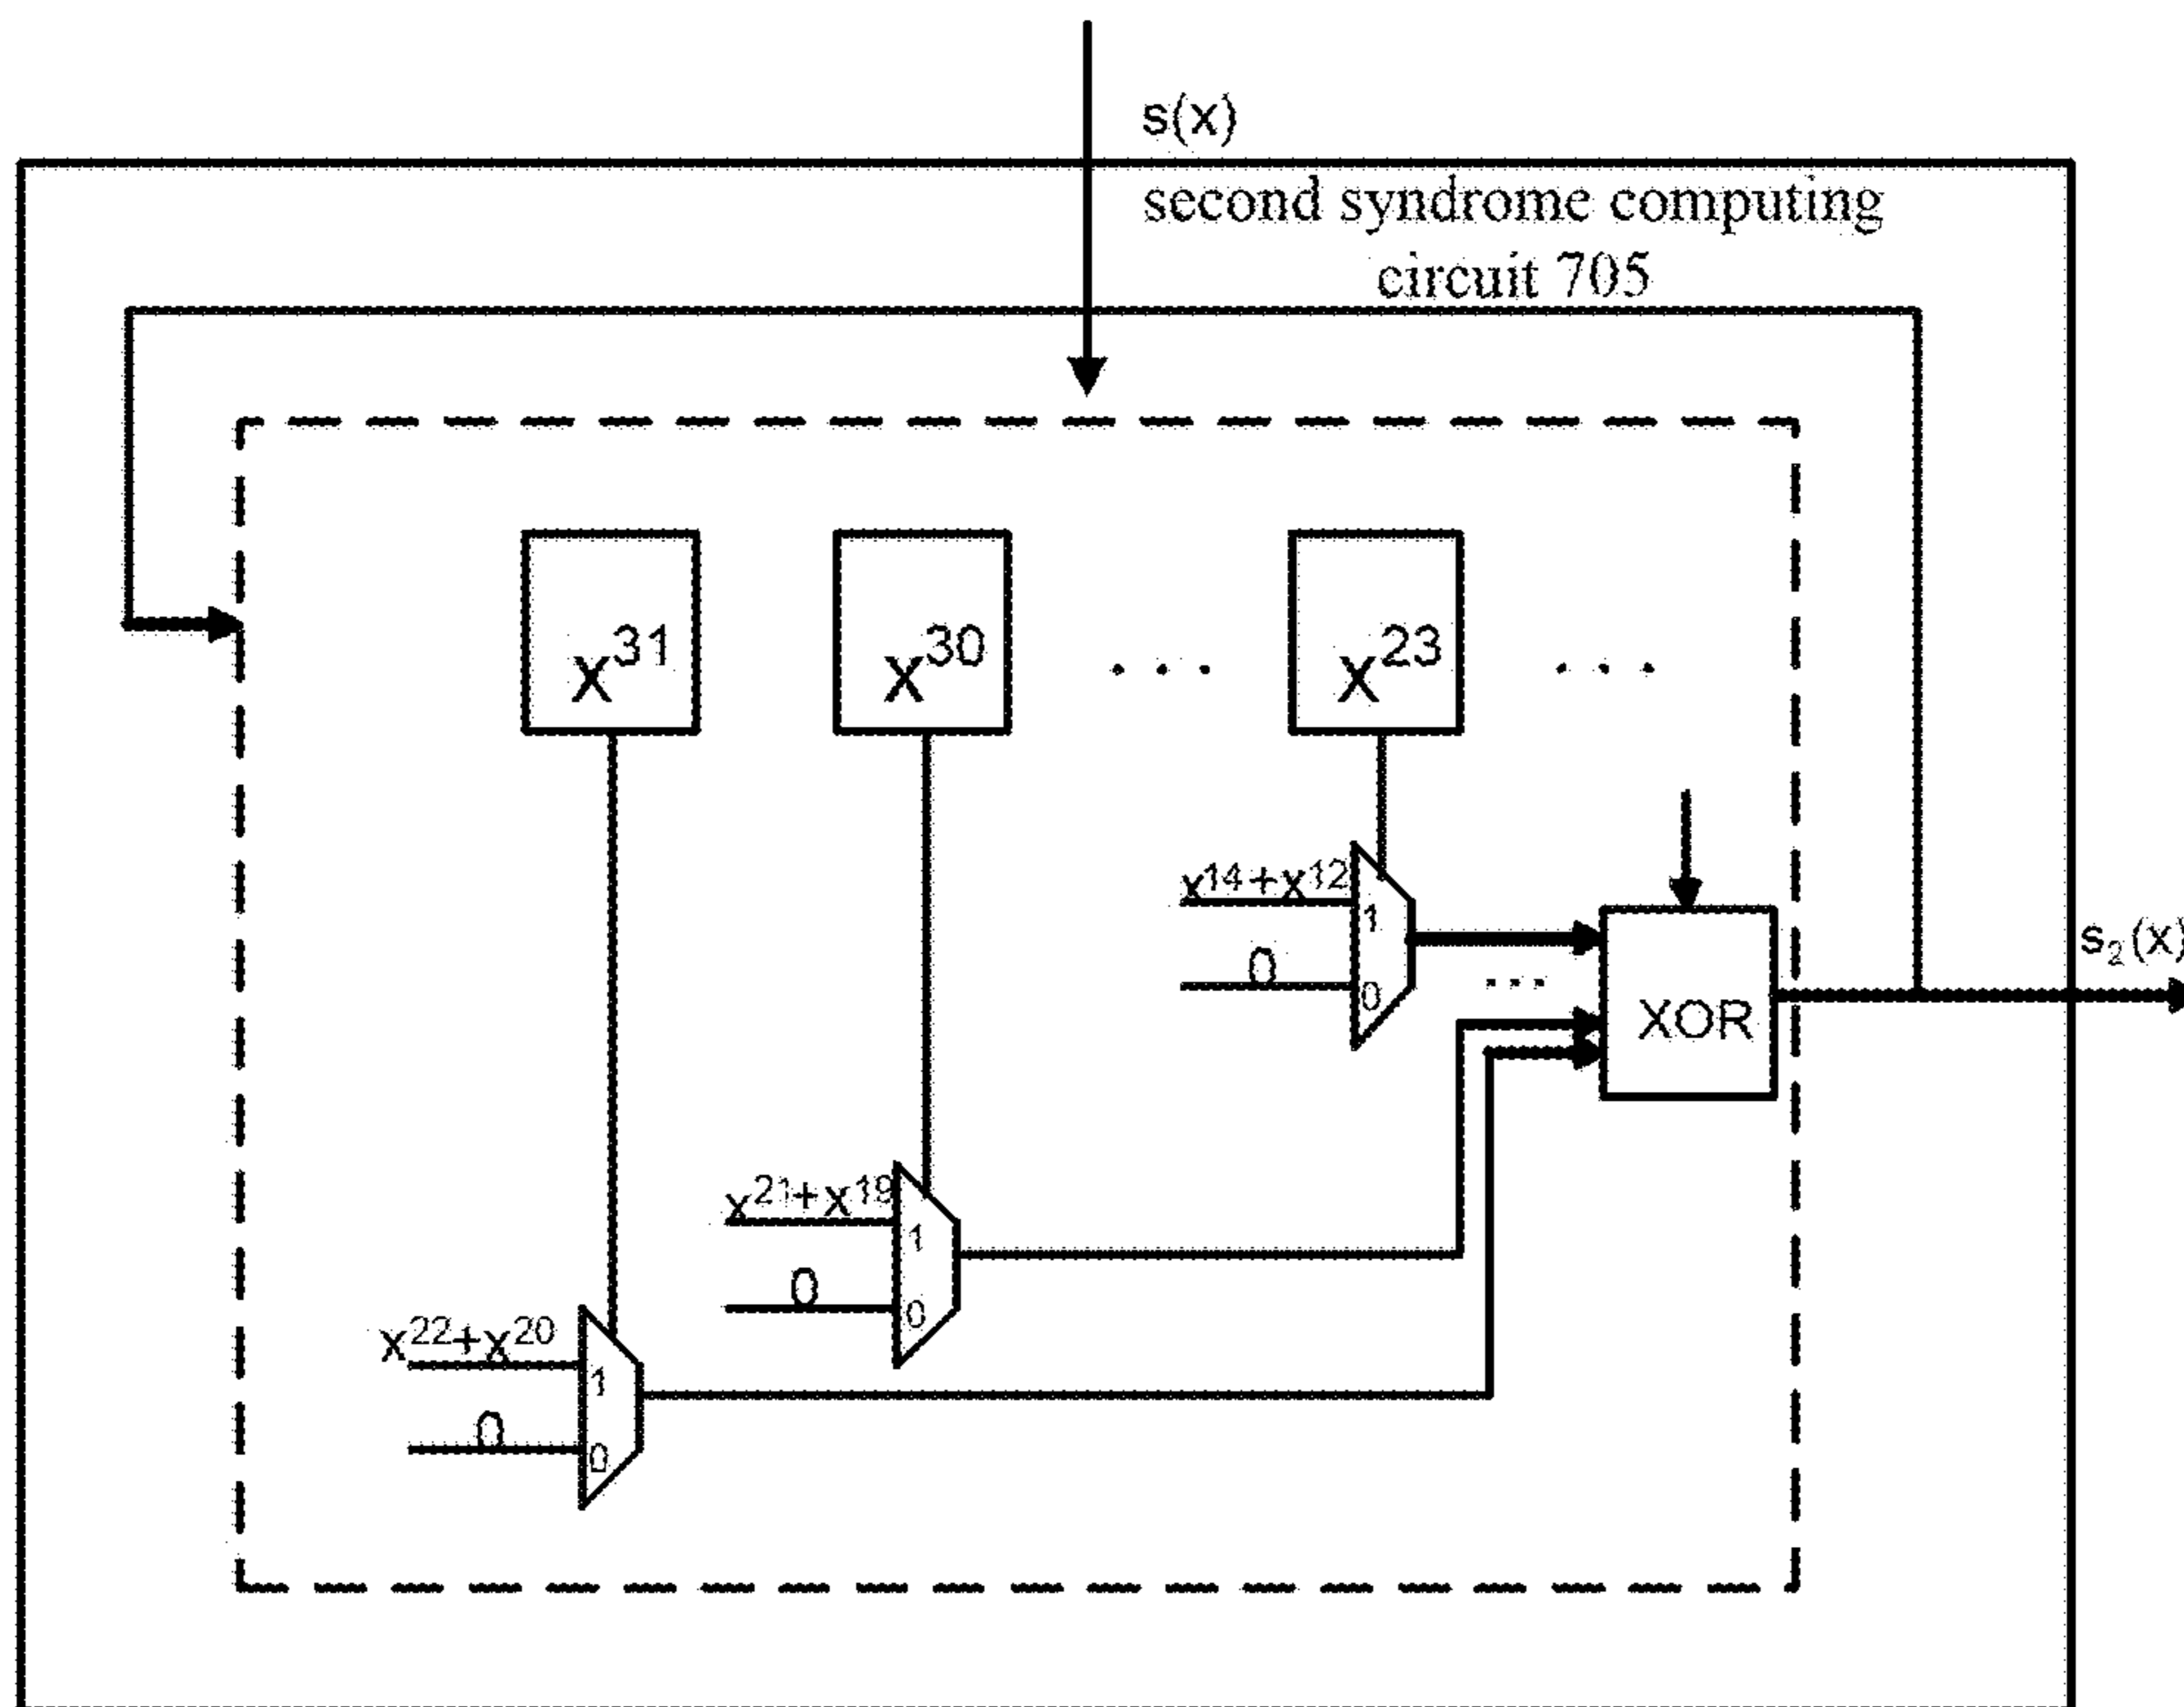 s(x)
second syndrome computing
circuit 705
x³¹
x³⁰
...
x²³
...
x¹⁴+x¹²
1
0
0
...
XOR
s₂(x)
x²¹+x¹⁹
1
0
0
x²²+x²⁰
1
0
0